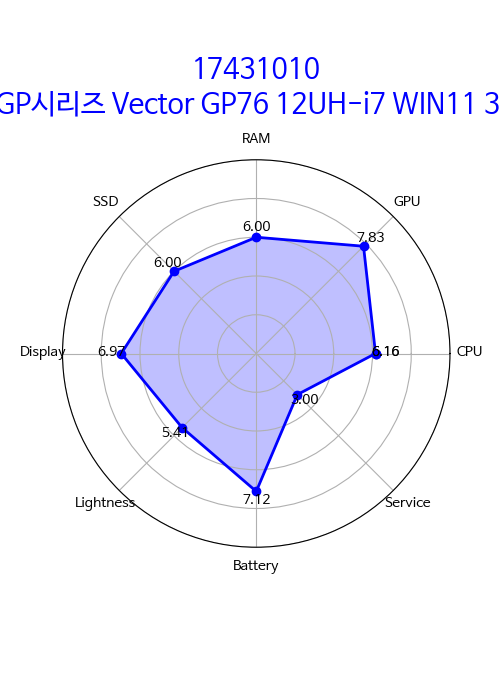 17431010
GP시리즈 Vector GP76 12UH-i7 WIN11 3
RAM
SSD
GPU
6.00
7.83
6.00
Display
6.97
6.16
CPU
3.00
5.41
7.12
Lightness
Service
Battery